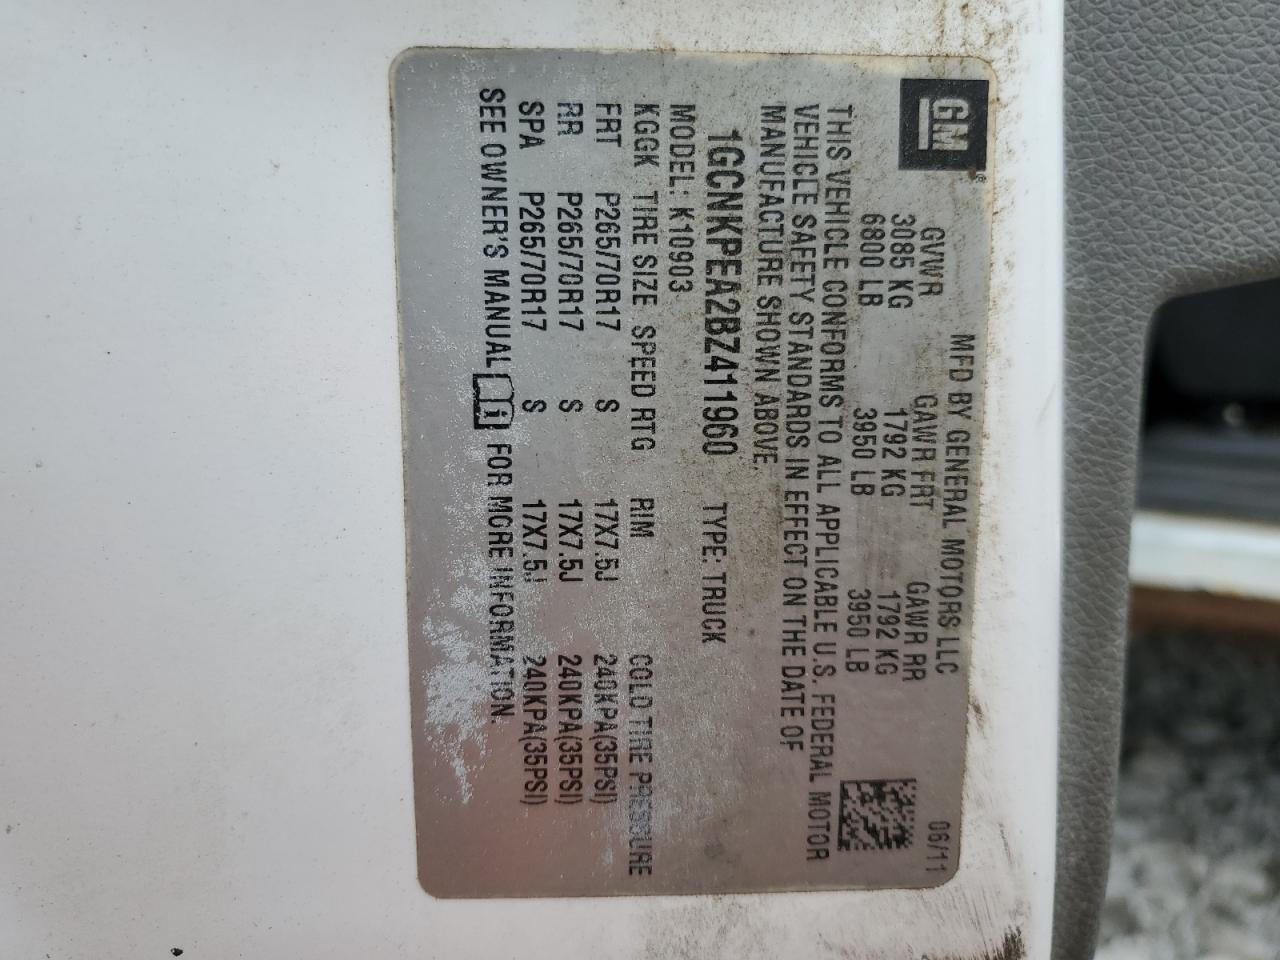 GM®
MFD BY GENERAL MOTORS LLC 06/11
GVWR GAWR FRT GAWR RR
3085 KG 1792 KG 1792 KG
6800 LB 3950 LB 3950 LB
THIS VEHICLE CONFORMS TO ALL APPLICABLE U.S. FEDERAL MOTOR
VEHICLE SAFETY STANDARDS IN EFFECT ON THE DATE OF
MANUFACTURE SHOWN ABOVE.
1GCNKPEA2BZ411960 TYPE: TRUCK
MODEL: K10903
KGGK TIRE SIZE SPEED RTG RIM COLD TIRE PRESSURE
FRT P265/70R17 S 17X7.5J 240KPA(35PSI)
RR P265/70R17 S 17X7.5J 240KPA(35PSI)
SPA P265/70R17 S 17X7.5J 240KPA(35PSI)
SEE OWNER'S MANUAL i FOR MORE INFORMATION.